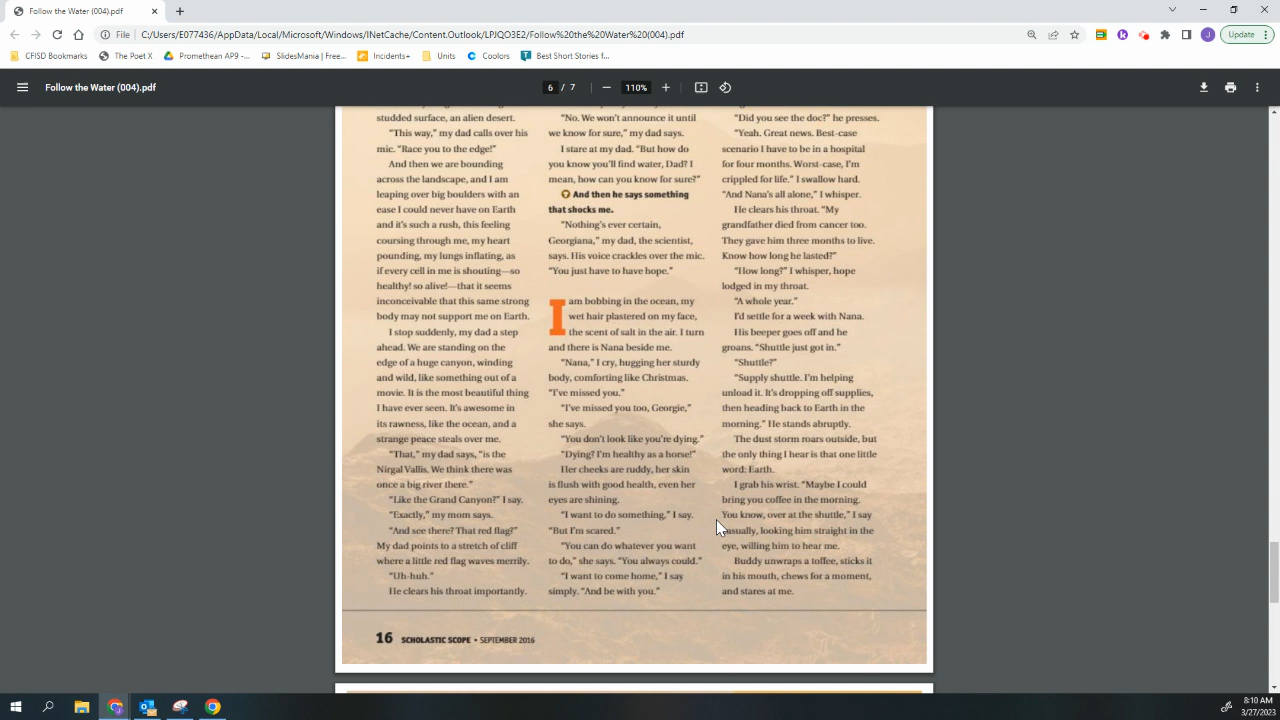 Follow the Water (004).pdf
File
C:/Users/E077436/AppData/Local/Microsoft/Windows/INetCache/Content.Outlook/LPJQO3E2/Follow%20the%20Water%20(004).pdf
Update
CFISD Bookmarks
The Poet X
Promethean AP9-...
SlidesMania | Free...
Incidents+
Units
Coolors
Best Short Stories f...
Follow the Water (004).pdf
6 / 7
110%
studded surface, an alien desert.
“This way,” my dad calls over his
mic. “Race you to the edge!”
And then we are bounding
across the landscape, and I am
leaping over big boulders with an
ease I could never have on Earth
and it’s such a rush, this feeling
coursing through me, my heart
pounding, my lungs inflating, as
if every cell in me is shouting—so
healthy! so alive!—that it seems
inconceivable that this same strong
body may not support me on Earth.
I stop suddenly, my dad a step
ahead. We are standing on the
edge of a huge canyon, winding
and wild, like something out of a
movie. It is the most beautiful thing
I have ever seen. It’s awesome in
its rawness, like the ocean, and a
strange peace steals over me.
“That,” my dad says, “is the
Nirgal Vallis. We think there was
once a big river there.”
“Like the Grand Canyon?” I say.
“Exactly,” my mom says.
“And see there? That red flag?”
My dad points to a stretch of cliff
where a little red flag waves merrily.
“Uh-huh.”
He clears his throat importantly.
“No. We won’t announce it until
we know for sure,” my dad says.
I stare at my dad. “But how do
you know you’ll find water, Dad? I
mean, how can you know for sure?”
And then he says something
that shocks me.
“Nothing’s ever certain,
Georgiana,” my dad, the scientist,
says. His voice crackles over the mic.
“You just have to have hope.”
I am bobbing in the ocean, my
wet hair plastered on my face,
the scent of salt in the air. I turn
and there is Nana beside me.
“Nana,” I cry, hugging her sturdy
body, comforting like Christmas.
“I’ve missed you.”
“I’ve missed you too, Georgie,”
she says.
“You don’t look like you’re dying.”
“Dying? I’m healthy as a horse!”
Her cheeks are ruddy, her skin
is flush with good health, even her
eyes are shining.
“I want to do something,” I say.
“But I’m scared.”
“You can do whatever you want
to do,” she says. “You always could.”
“I want to come home,” I say
simply. “And be with you.”
“Did you see the doc?” he presses.
“Yeah. Great news. Best-case
scenario I have to be in a hospital
for four months. Worst-case, I’m
crippled for life.” I swallow hard.
“And Nana’s all alone,” I whisper.
He clears his throat. “My
grandfather died from cancer too.
They gave him three months to live.
Know how long he lasted?”
“How long?” I whisper, hope
lodged in my throat.
“A whole year.”
I’d settle for a week with Nana.
His beeper goes off and he
groans. “Shuttle just got in.”
“Shuttle?”
“Supply shuttle. I’m helping
unload it. It’s dropping off supplies,
then heading back to Earth in the
morning.” He stands abruptly.
The dust storm roars outside, but
the only thing I hear is that one little
word: Earth.
I grab his wrist. “Maybe I could
bring you coffee in the morning.
You know, over at the shuttle,” I say
casually, looking him straight in the
eye, willing him to hear me.
Buddy unwraps a toffee, sticks it
in his mouth, chews for a moment,
and stares at me.
16 SCHOLASTIC SCOPE • SEPTEMBER 2016
8:10 AM
3/27/2023